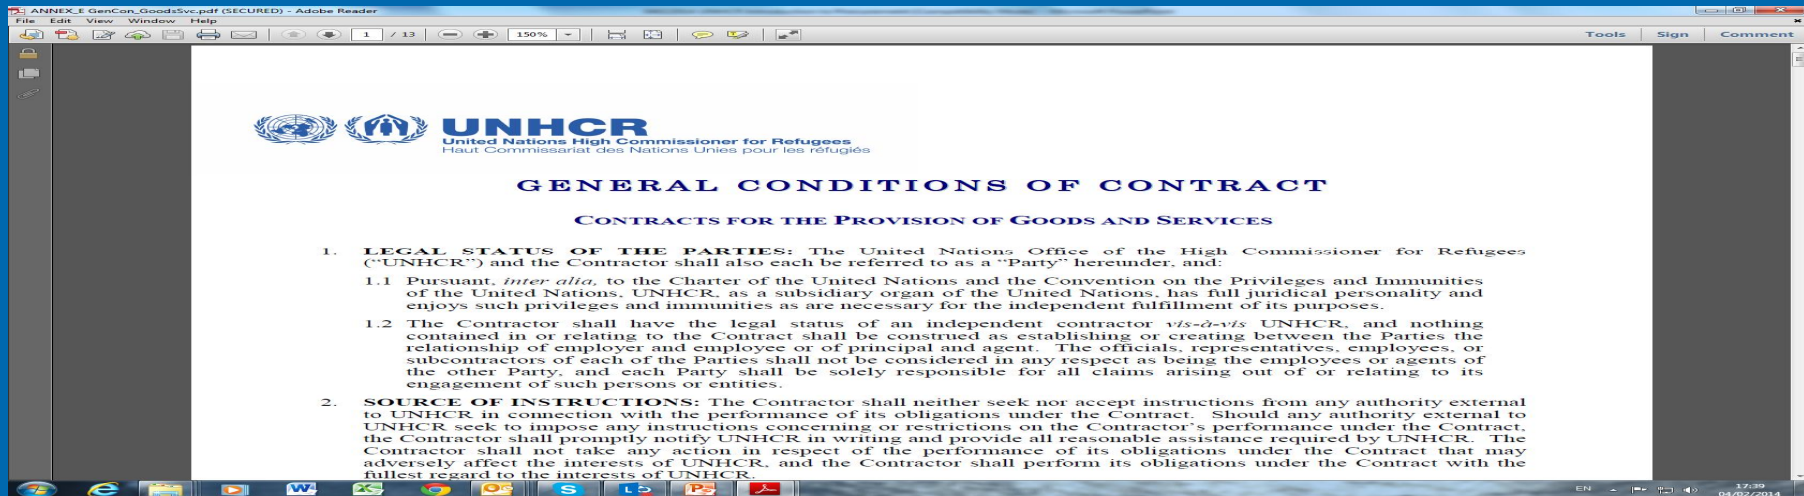 ANNEX_E GenCon_GoodsSvc.pdf (SECURED) - Adobe Reader
File Edit View Window Help
1 / 13 150% Tools Sign Comment
UNHCR
United Nations High Commissioner for Refugees
Haut Commissariat des Nations Unies pour les réfugiés
GENERAL CONDITIONS OF CONTRACT
CONTRACTS FOR THE PROVISION OF GOODS AND SERVICES
1. LEGAL STATUS OF THE PARTIES: The United Nations Office of the High Commissioner for Refugees
(“UNHCR”) and the Contractor shall also each be referred to as a “Party” hereunder, and:
1.1 Pursuant, inter alia, to the Charter of the United Nations and the Convention on the Privileges and Immunities
of the United Nations, UNHCR, as a subsidiary organ of the United Nations, has full juridical personality and
enjoys such privileges and immunities as are necessary for the independent fulfillment of its purposes.
1.2 The Contractor shall have the legal status of an independent contractor vis-à-vis UNHCR, and nothing
contained in or relating to the Contract shall be construed as establishing or creating between the Parties the
relationship of employer and employee or of principal and agent. The officials, representatives, employees, or
subcontractors of each of the Parties shall not be considered in any respect as being the employees or agents of
the other Party, and each Party shall be solely responsible for all claims arising out of or relating to its
engagement of such persons or entities.
2. SOURCE OF INSTRUCTIONS: The Contractor shall neither seek nor accept instructions from any authority external
to UNHCR in connection with the performance of its obligations under the Contract. Should any authority external to
UNHCR seek to impose any instructions concerning or restrictions on the Contractor’s performance under the Contract,
the Contractor shall promptly notify UNHCR in writing and provide all reasonable assistance required by UNHCR. The
Contractor shall not take any action in respect of the performance of its obligations under the Contract that may
adversely affect the interests of UNHCR, and the Contractor shall perform its obligations under the Contract with the
fullest regard to the interests of UNHCR.
EN 17:39
04/02/2014